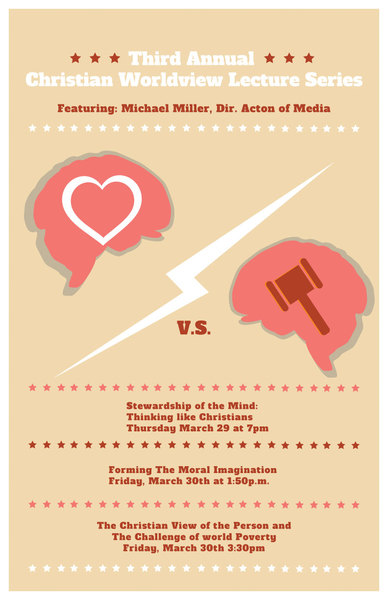 Third Annual
Christian Worldview Lecture Series
Featuring: Michael Miller, Dir. Acton of Media
V.S.
Stewardship of the Mind:
Thinking like Christians
Thursday March 29 at 7pm
Forming The Moral Imagination
Friday, March 30th at 1:50p.m.
The Christian View of the Person and
The Challenge of world Poverty
Friday, March 30th 3:30pm